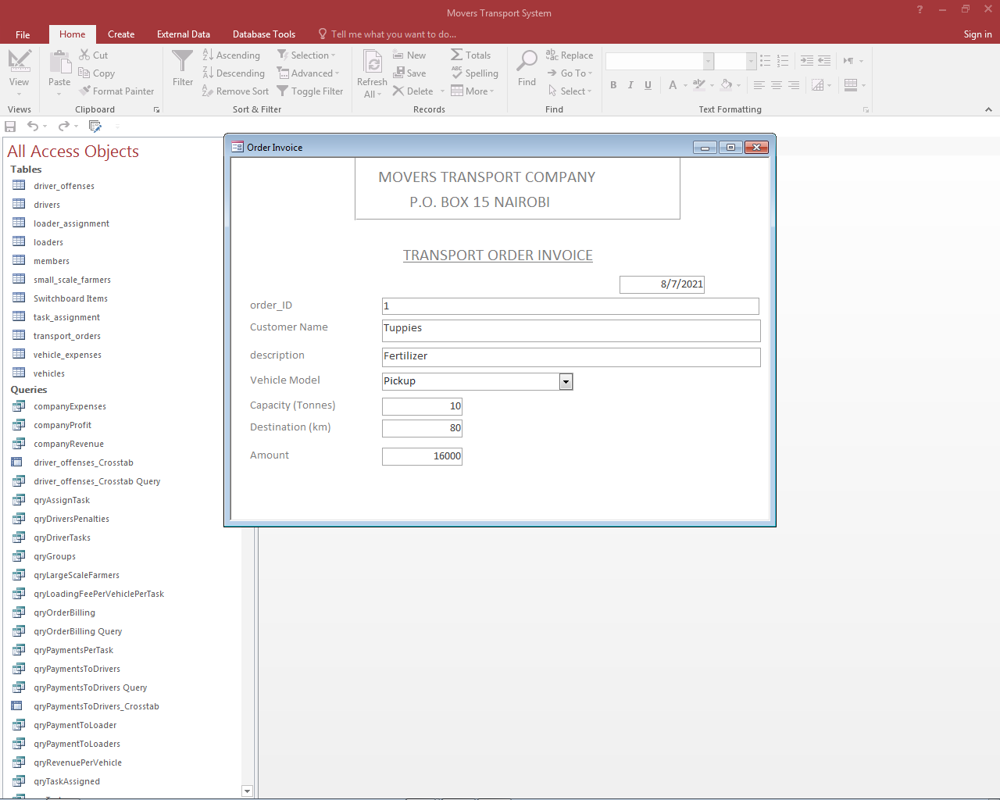 Movers Transport System
?
File
Home
Create
External Data
Database Tools
Tell me what you want to do...
Sign in
View
Views
Paste
Cut
Copy
Format Painter
Clipboard
Filter
Ascending
Descending
Remove Sort
Selection
Advanced
Toggle Filter
Sort & Filter
Refresh
All
New
Save
Delete
Totals
Spelling
More
Records
Find
Replace
Go To
Select
Find
B I U A
Text Formatting
All Access Objects
Tables
driver_offenses
drivers
loader_assignment
loaders
members
small_scale_farmers
Switchboard Items
task_assignment
transport_orders
vehicle_expenses
vehicles
Queries
companyExpenses
companyProfit
companyRevenue
driver_offenses_Crosstab
driver_offenses_Crosstab Query
qryAssignTask
qryDriversPenalties
qryDriverTasks
qryGroups
qryLargeScaleFarmers
qryLoadingFeePerVehiclePerTask
qryOrderBilling
qryOrderBilling Query
qryPaymentsPerTask
qryPaymentsToDrivers
qryPaymentsToDrivers Query
qryPaymentsToDrivers_Crosstab
qryPaymentToLoader
qryPaymentToLoaders
qryRevenuePerVehicle
qryTaskAssigned
Order Invoice
MOVERS TRANSPORT COMPANY
P.O. BOX 15 NAIROBI
TRANSPORT ORDER INVOICE
8/7/2021
order_ID 1
Customer Name Tuppies
description Fertilizer
Vehicle Model Pickup
Capacity (Tonnes) 10
Destination (km) 80
Amount 16000